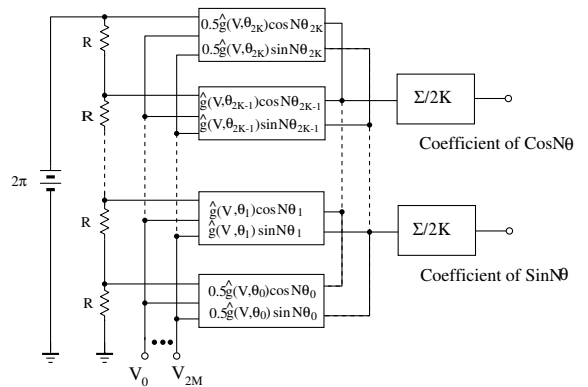 R
0.5ĝ(V,θ₂ₖ)cosNθ₂ₖ
0.5ĝ(V,θ₂ₖ)sinNθ₂ₖ
R
ĝ(V,θ₂ₖ₋₁)cosNθ₂ₖ₋₁
ĝ(V,θ₂ₖ₋₁)sinNθ₂ₖ₋₁
Σ/2K
Coefficient of CosNθ
2π
R
ĝ(V,θ₁)cosNθ₁
ĝ(V,θ₁)sinNθ₁
Σ/2K
Coefficient of SinNθ
R
0.5ĝ(V,θ₀)cosNθ₀
0.5ĝ(V,θ₀)sinNθ₀
V₀ ••• V₂ₘ